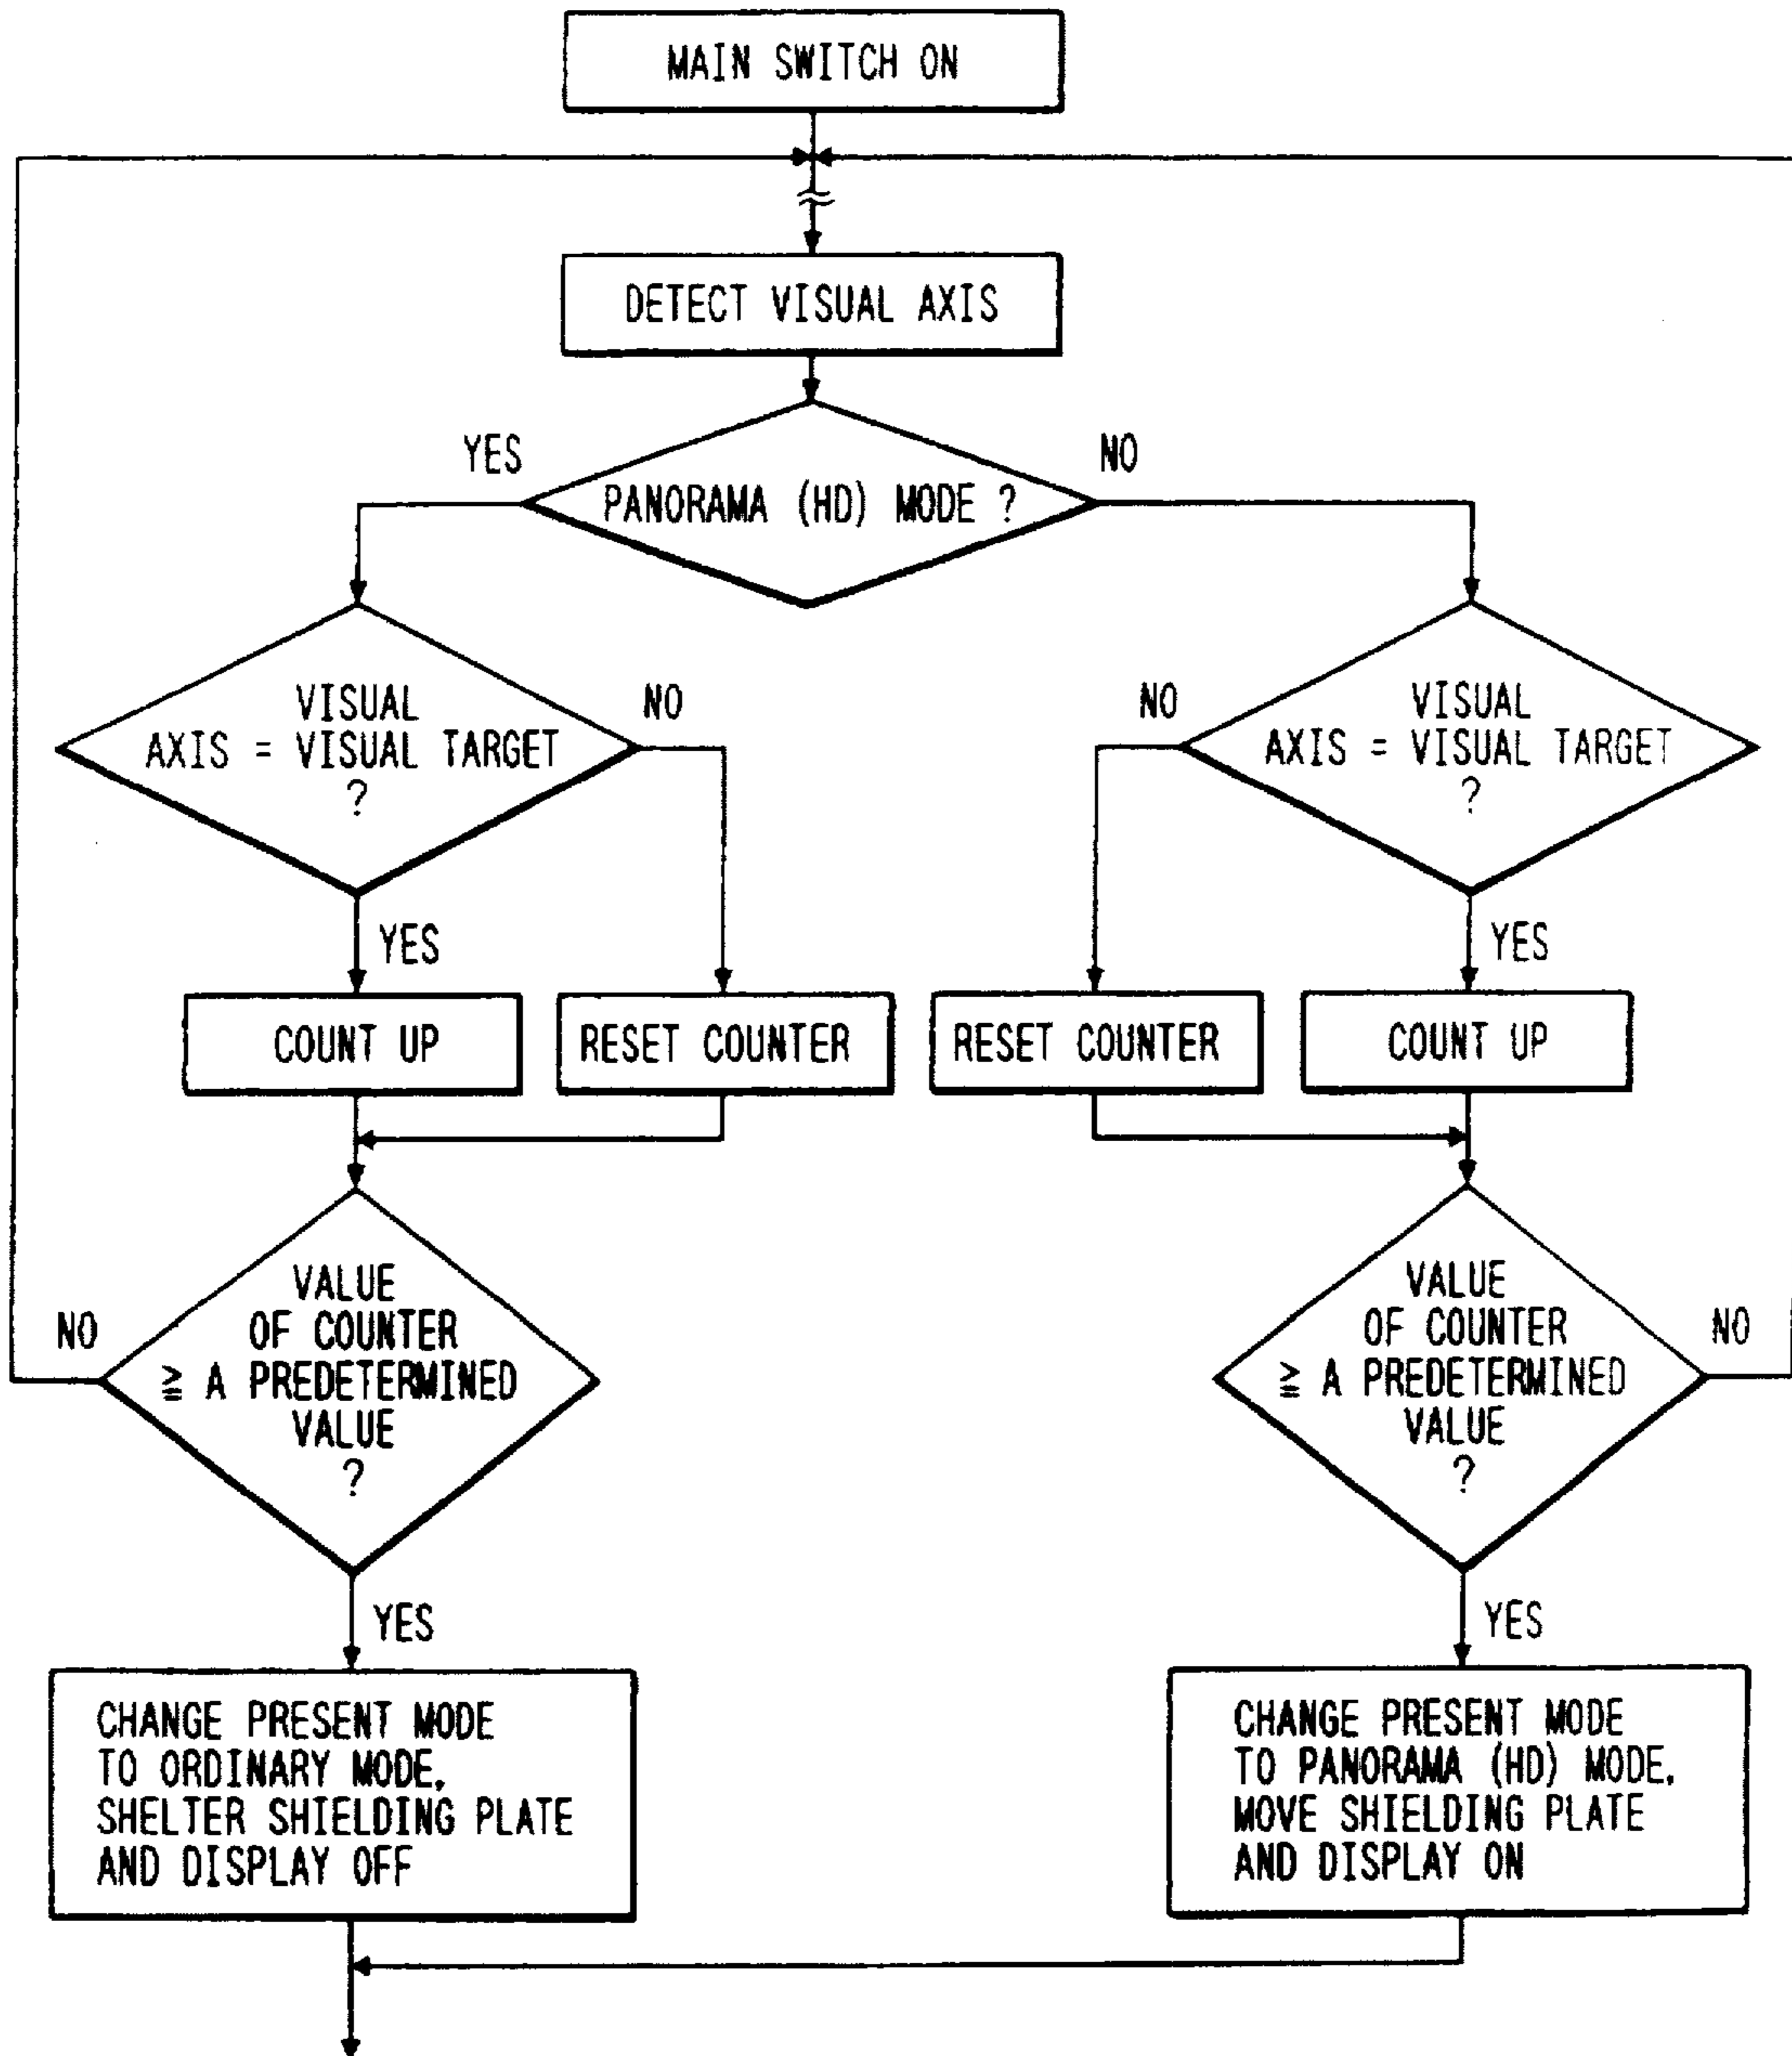 MAIN SWITCH ON
DETECT VISUAL AXIS
YES
NO
PANORAMA (HD) MODE ?
VISUAL
AXIS = VISUAL TARGET
?
NO
YES
NO
VISUAL
AXIS = VISUAL TARGET
?
YES
COUNT UP
RESET COUNTER
RESET COUNTER
COUNT UP
VALUE
OF COUNTER
≧ A PREDETERMINED
VALUE
?
NO
YES
VALUE
OF COUNTER
≧ A PREDETERMINED
VALUE
?
NO
YES
CHANGE PRESENT MODE
TO ORDINARY MODE,
SHELTER SHIELDING PLATE
AND DISPLAY OFF
CHANGE PRESENT MODE
TO PANORAMA (HD) MODE,
MOVE SHIELDING PLATE
AND DISPLAY ON